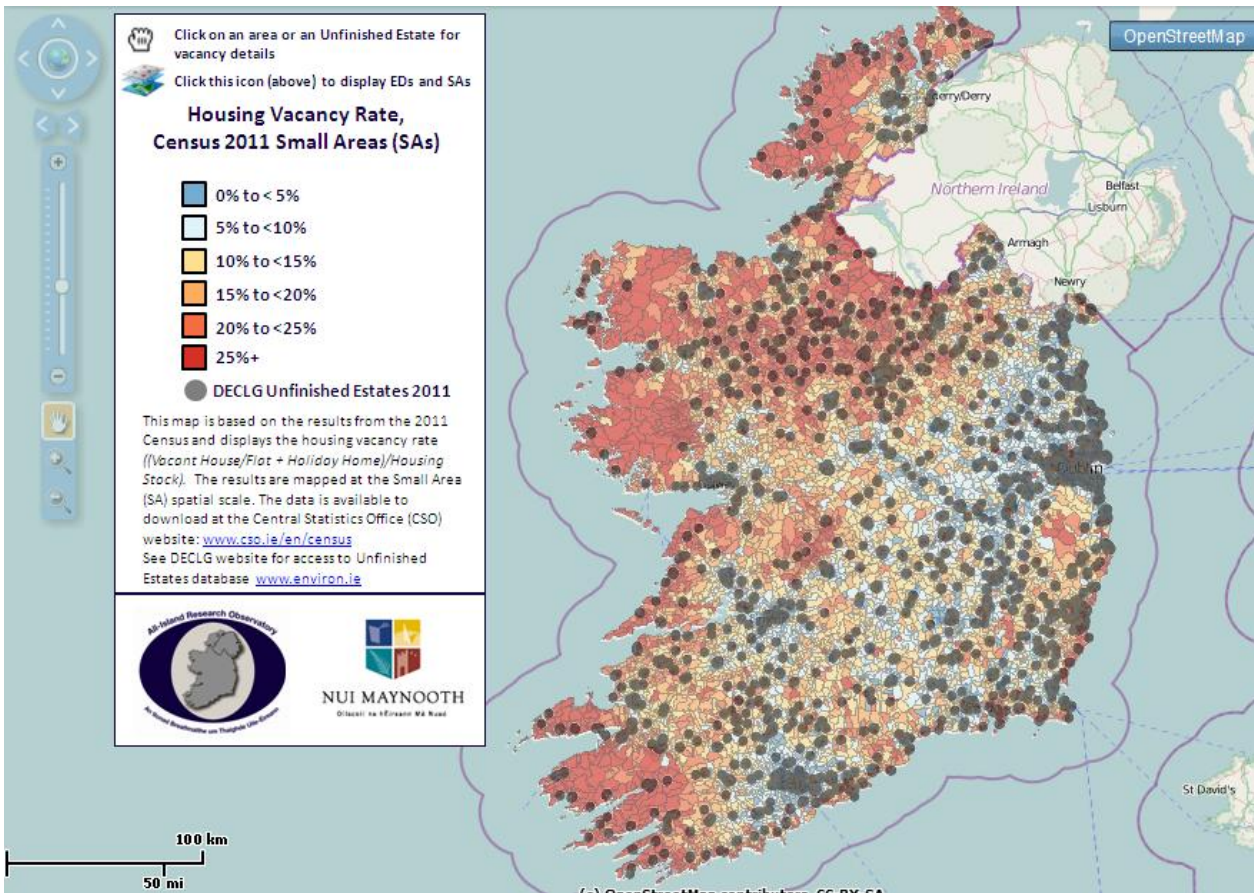 Click on an area or an Unfinished Estate for
vacancy details
Click this icon (above) to display EDs and SAs
Housing Vacancy Rate,
Census 2011 Small Areas (SAs)
0% to < 5%
5% to <10%
10% to <15%
15% to <20%
20% to <25%
25%+
DECLG Unfinished Estates 2011
This map is based on the results from the 2011
Census and displays the housing vacancy rate
((Vacant House/Flat + Holiday Home)/Housing
Stock). The results are mapped at the Small Area
(SA) spatial scale. The data is available to
download at the Central Statistics Office (CSO)
website: www.cso.ie/en/census
See DECLG website for access to Unfinished
Estates database www.environ.ie
All-Island Research Observatory
NUI MAYNOOTH
100 km
50 mi
OpenStreetMap
Northern Ireland
Belfast
Lisburn
Armagh
Newry
Dublin
St David's